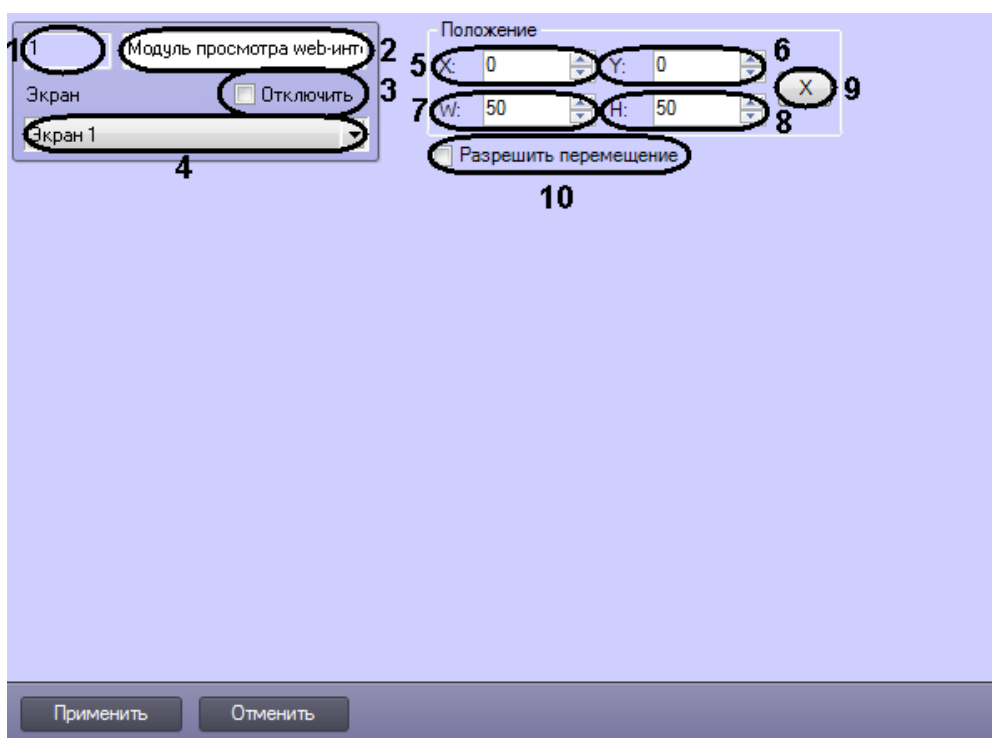 Положение
1 1 Модуль просмотра web-инт 2 5 X: 0 Y: 0 6
Экран Отключить 3 X 9
7 W: 50 H: 50 8
Экран 1
4
Разрешить перемещение
10
Применить Отменить